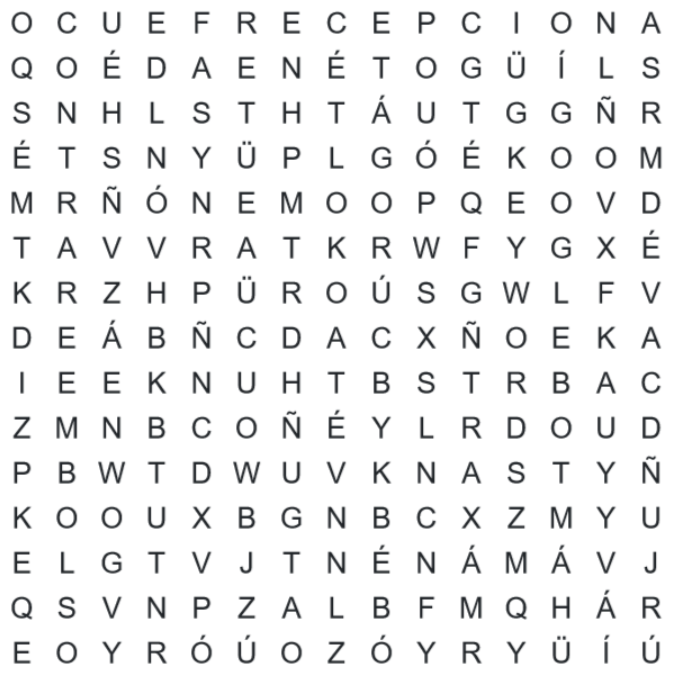 O C U E F R E C E P C I O N A
Q O É D A E N É T O G Ü Í L S
S N H L S T H T Á U T G G Ñ R
É T S N Y Ü P L G Ó É K O O M
M R Ñ Ó N E M O O P Q E O V D
T A V V R A T K R W F Y G X É
K R Z H P Ü R O Ú S G W L F V
D E Á B Ñ C D A C X Ñ O E K A
I E E K N U H T B S T R B A C
Z M N B C O Ñ É Y L R D O U D
P B W T D W U V K N A S T Y Ñ
K O O U X B G N B C X Z M Y U
E L G T V J T N É N Á M Á V J
Q S V N P Z A L B F M Q H Á R
E O Y R Ó Ú O Z Ó Y R Y Ü Í Ú